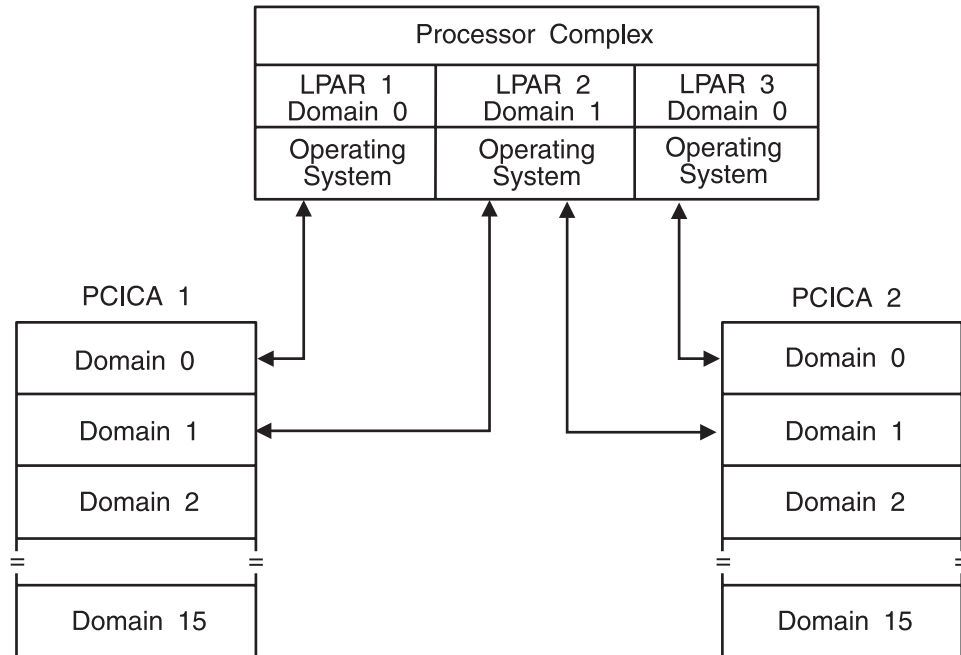 Processor Complex
LPAR 1
Domain 0
LPAR 2
Domain 1
LPAR 3
Domain 0
Operating
System
Operating
System
Operating
System
PCICA 1
Domain 0
Domain 1
Domain 2
=
=
Domain 15
PCICA 2
Domain 0
Domain 1
Domain 2
=
=
Domain 15